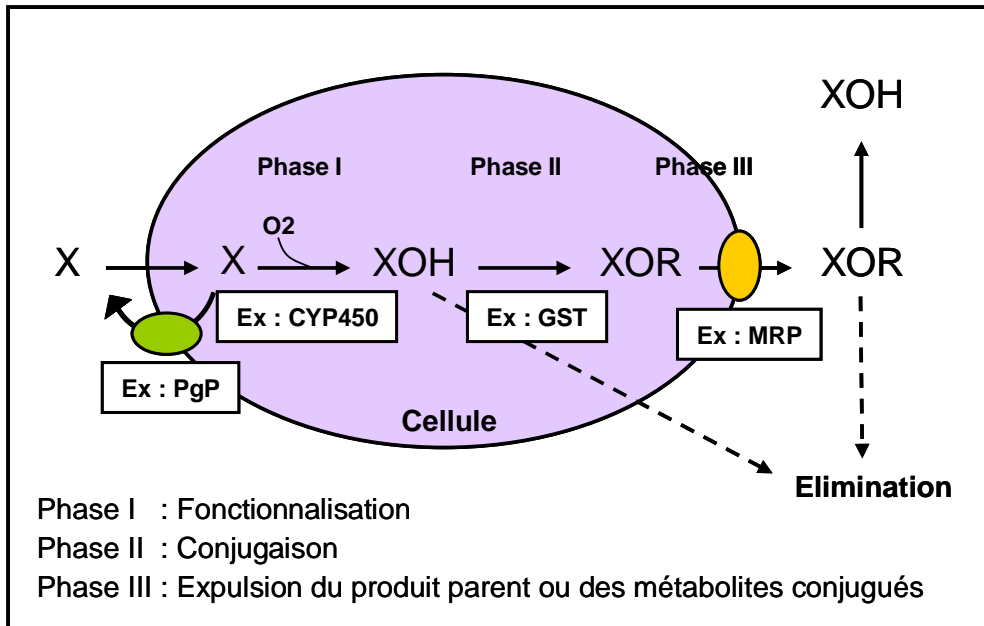 XOH
Phase I Phase II Phase III
O2
X X XOH XOR XOR
Ex : CYP450 Ex : GST Ex : MRP
Ex : PgP
Cellule
Elimination
Phase I : Fonctionnalisation
Phase II : Conjugaison
Phase III : Expulsion du produit parent ou des métabolites conjugués